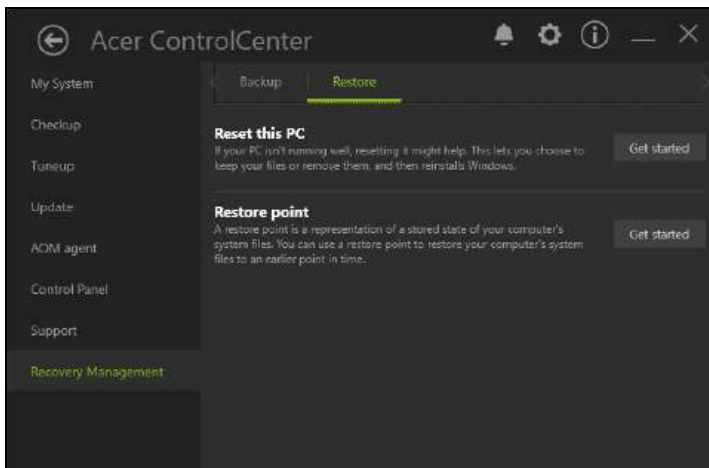 Acer ControlCenter
My System
Checkup
Tuneup
Update
AOM agent
Control Panel
Support
Recovery Management
Backup
Restore
Reset this PC
If your PC isn't running well, resetting it might help. This lets you choose to
keep your files or remove them, and then reinstalls Windows.
Get started
Restore point
A restore point is a representation of a stored state of your computer's
system files. You can use a restore point to restore your computer's system
files to an earlier point in time.
Get started